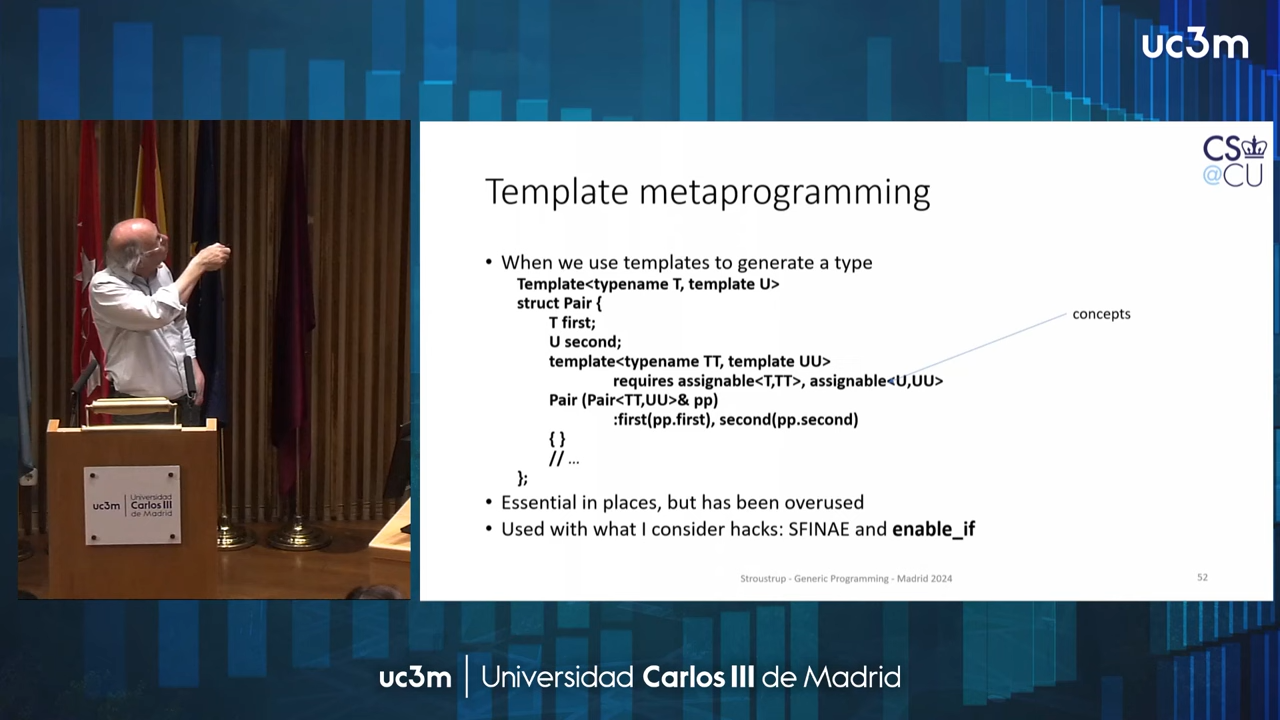 uc3m
CS
@CU
Template metaprogramming
• When we use templates to generate a type
Template<typename T, template U>
struct Pair {
T first;
U second;
template<typename TT, template UU>
requires assignable<T,TT>, assignable<U,UU>
concepts
Pair (Pair<TT,UU>& pp)
:first(pp.first), second(pp.second)
{ }
// ...
};
• Essential in places, but has been overused
• Used with what I consider hacks: SFINAE and enable_if
Stroustrup - Generic Programming - Madrid 2024
52
uc3m
Universidad
Carlos III
de Madrid
uc3m | Universidad Carlos III de Madrid